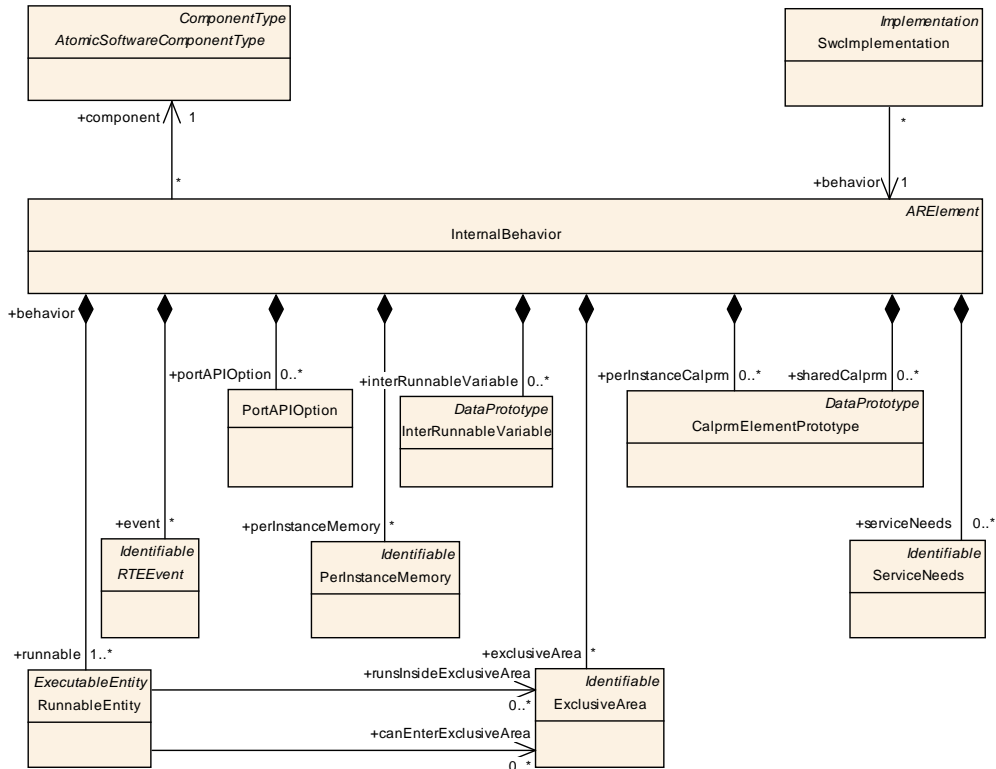 ComponentType
AtomicSoftwareComponentType
Implementation
SwcImplementation
+component 1
*
*
+behavior 1
ARElement
InternalBehavior
+behavior
+portAPIOption 0..*
+interRunnableVariable 0..*
+perInstanceCalprm 0..*
+sharedCalprm 0..*
PortAPIOption
DataPrototype
InterRunnableVariable
DataPrototype
CalprmElementPrototype
+event *
+perInstanceMemory *
+serviceNeeds 0..*
Identifiable
RTEEvent
Identifiable
PerInstanceMemory
Identifiable
ServiceNeeds
+runnable 1..*
+exclusiveArea *
ExecutableEntity
RunnableEntity
+runsInsideExclusiveArea
0..*
Identifiable
ExclusiveArea
+canEnterExclusiveArea
0..*